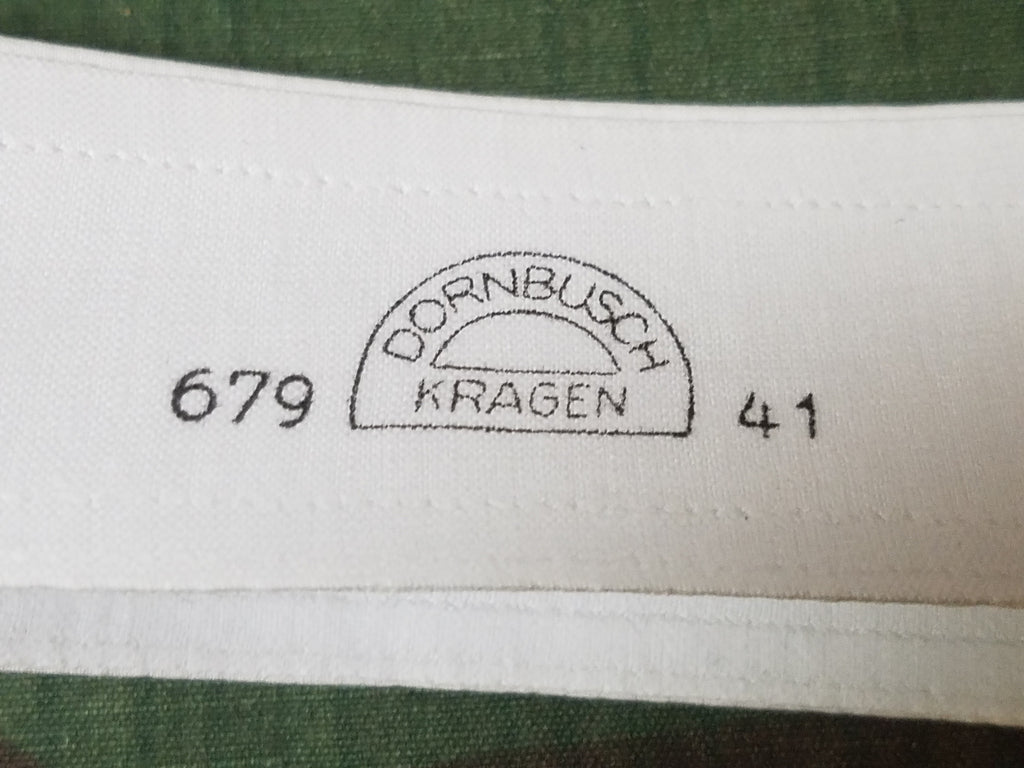 DORNBUSCH
679 KRAGEN 41